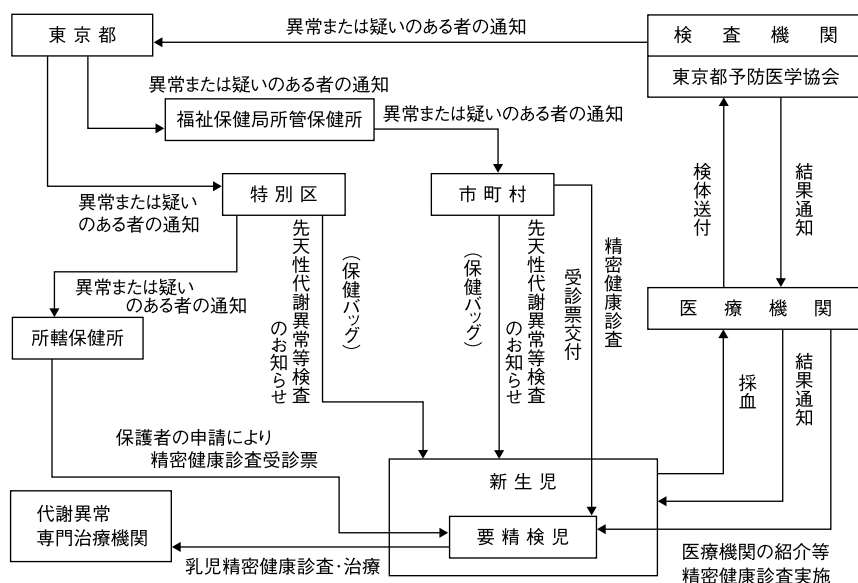 異常または疑いのある者の通知
東京都
検査機関
東京都予防医学協会
異常または疑いのある者の通知
福祉保健局所管保健所
異常または疑いのある者の通知
検体送付
結果通知
特別区
市町村
異常または疑い
のある者の通知
先天性代謝異常等検査
のお知らせ
（保健バッグ）
（保健バッグ）
先天性代謝異常等検査
のお知らせ
受診票交付
精密健康診査
異常または疑い
のある者の通知
医療機関
所轄保健所
採血
結果通知
保護者の申請により
精密健康診査受診票
新生児
代謝異常
専門治療機関
要精検児
乳児精密健康診査・治療
医療機関の紹介等
精密健康診査実施